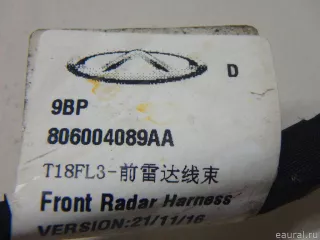 D
9BP
806004089AA
T18FL3-前雷达线束
Front Radar Harness
VERSION:21/11/16
eaural.ru